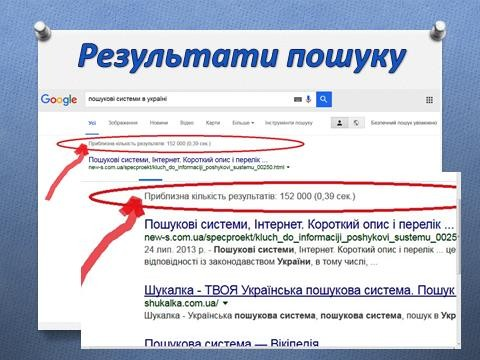 Результати пошуку
Google пошукові системи в україні
Усі Зображення Новини Відео Карти Більше Інструменти пошуку Безпечний пошук увімкнено
Приблизна кількість результатів: 152 000 (0,39 сек.)
Пошукові системи, Інтернет. Короткий опис і перелік ...
new-s.com.ua/specproekt/kluch_do_informaciji_poshykovi_sustemu_00250.html
Приблизна кількість результатів: 152 000 (0,39 сек.)
Пошукові системи, Інтернет. Короткий опис і перелік ...
new-s.com.ua/specproekt/kluch_do_informaciji_poshykovi_sustemu_0025
24 лип. 2013 р. - Пошукові системи, Інтернет. Короткий опис і перелік ... це
відповідності із законодавством України, в тому числі, ...
Шукалка - ТВОЯ Українська пошукова система. Пошук
shukalka.com.ua/
Шукалка - Українська пошукова система, пошукова система, пошук в Укр
Пошукова система — Вікіпедія